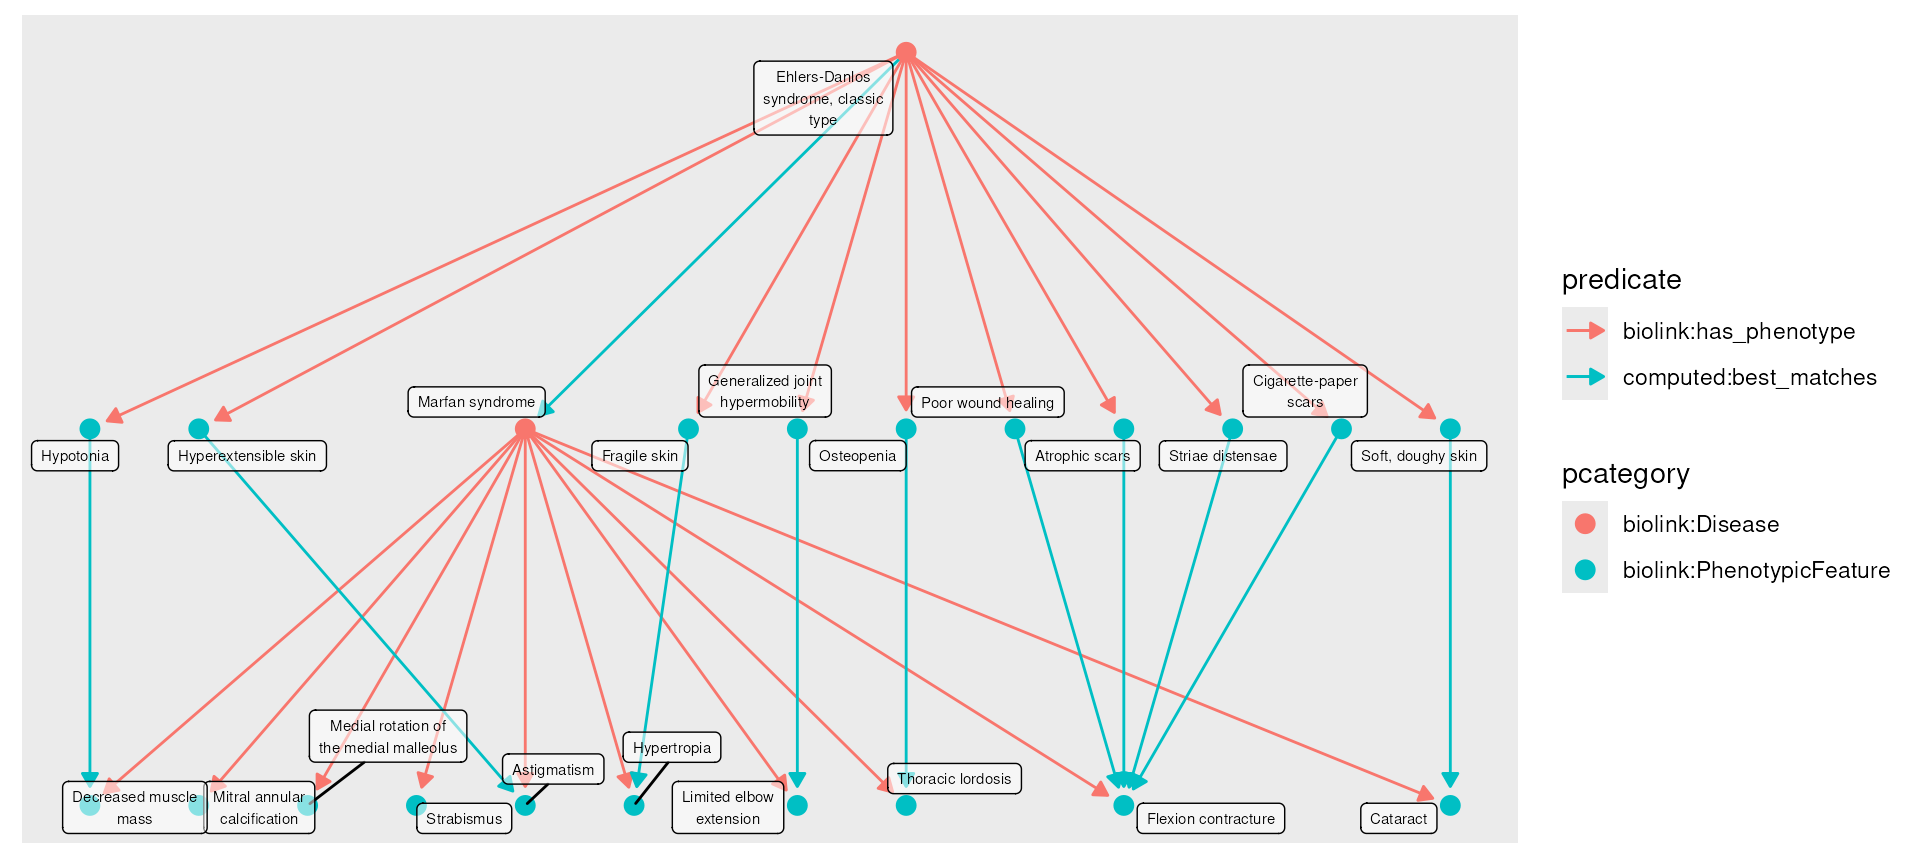 Ehlers-Danlos
syndrome, classic
type
Marfan syndrome
Generalized joint
hypermobility
Poor wound healing
Cigarette-paper
scars
Hypotonia
Hyperextensible skin
Fragile skin
Osteopenia
Atrophic scars
Striae distensae
Soft, doughy skin
Medial rotation of
the medial malleolus
Hypertropia
Astigmatism
Thoracic lordosis
Decreased muscle
mass
Mitral annular
calcification
Strabismus
Limited elbow
extension
Flexion contracture
Cataract
predicate
biolink:has_phenotype
computed:best_matches
pcategory
biolink:Disease
biolink:PhenotypicFeature